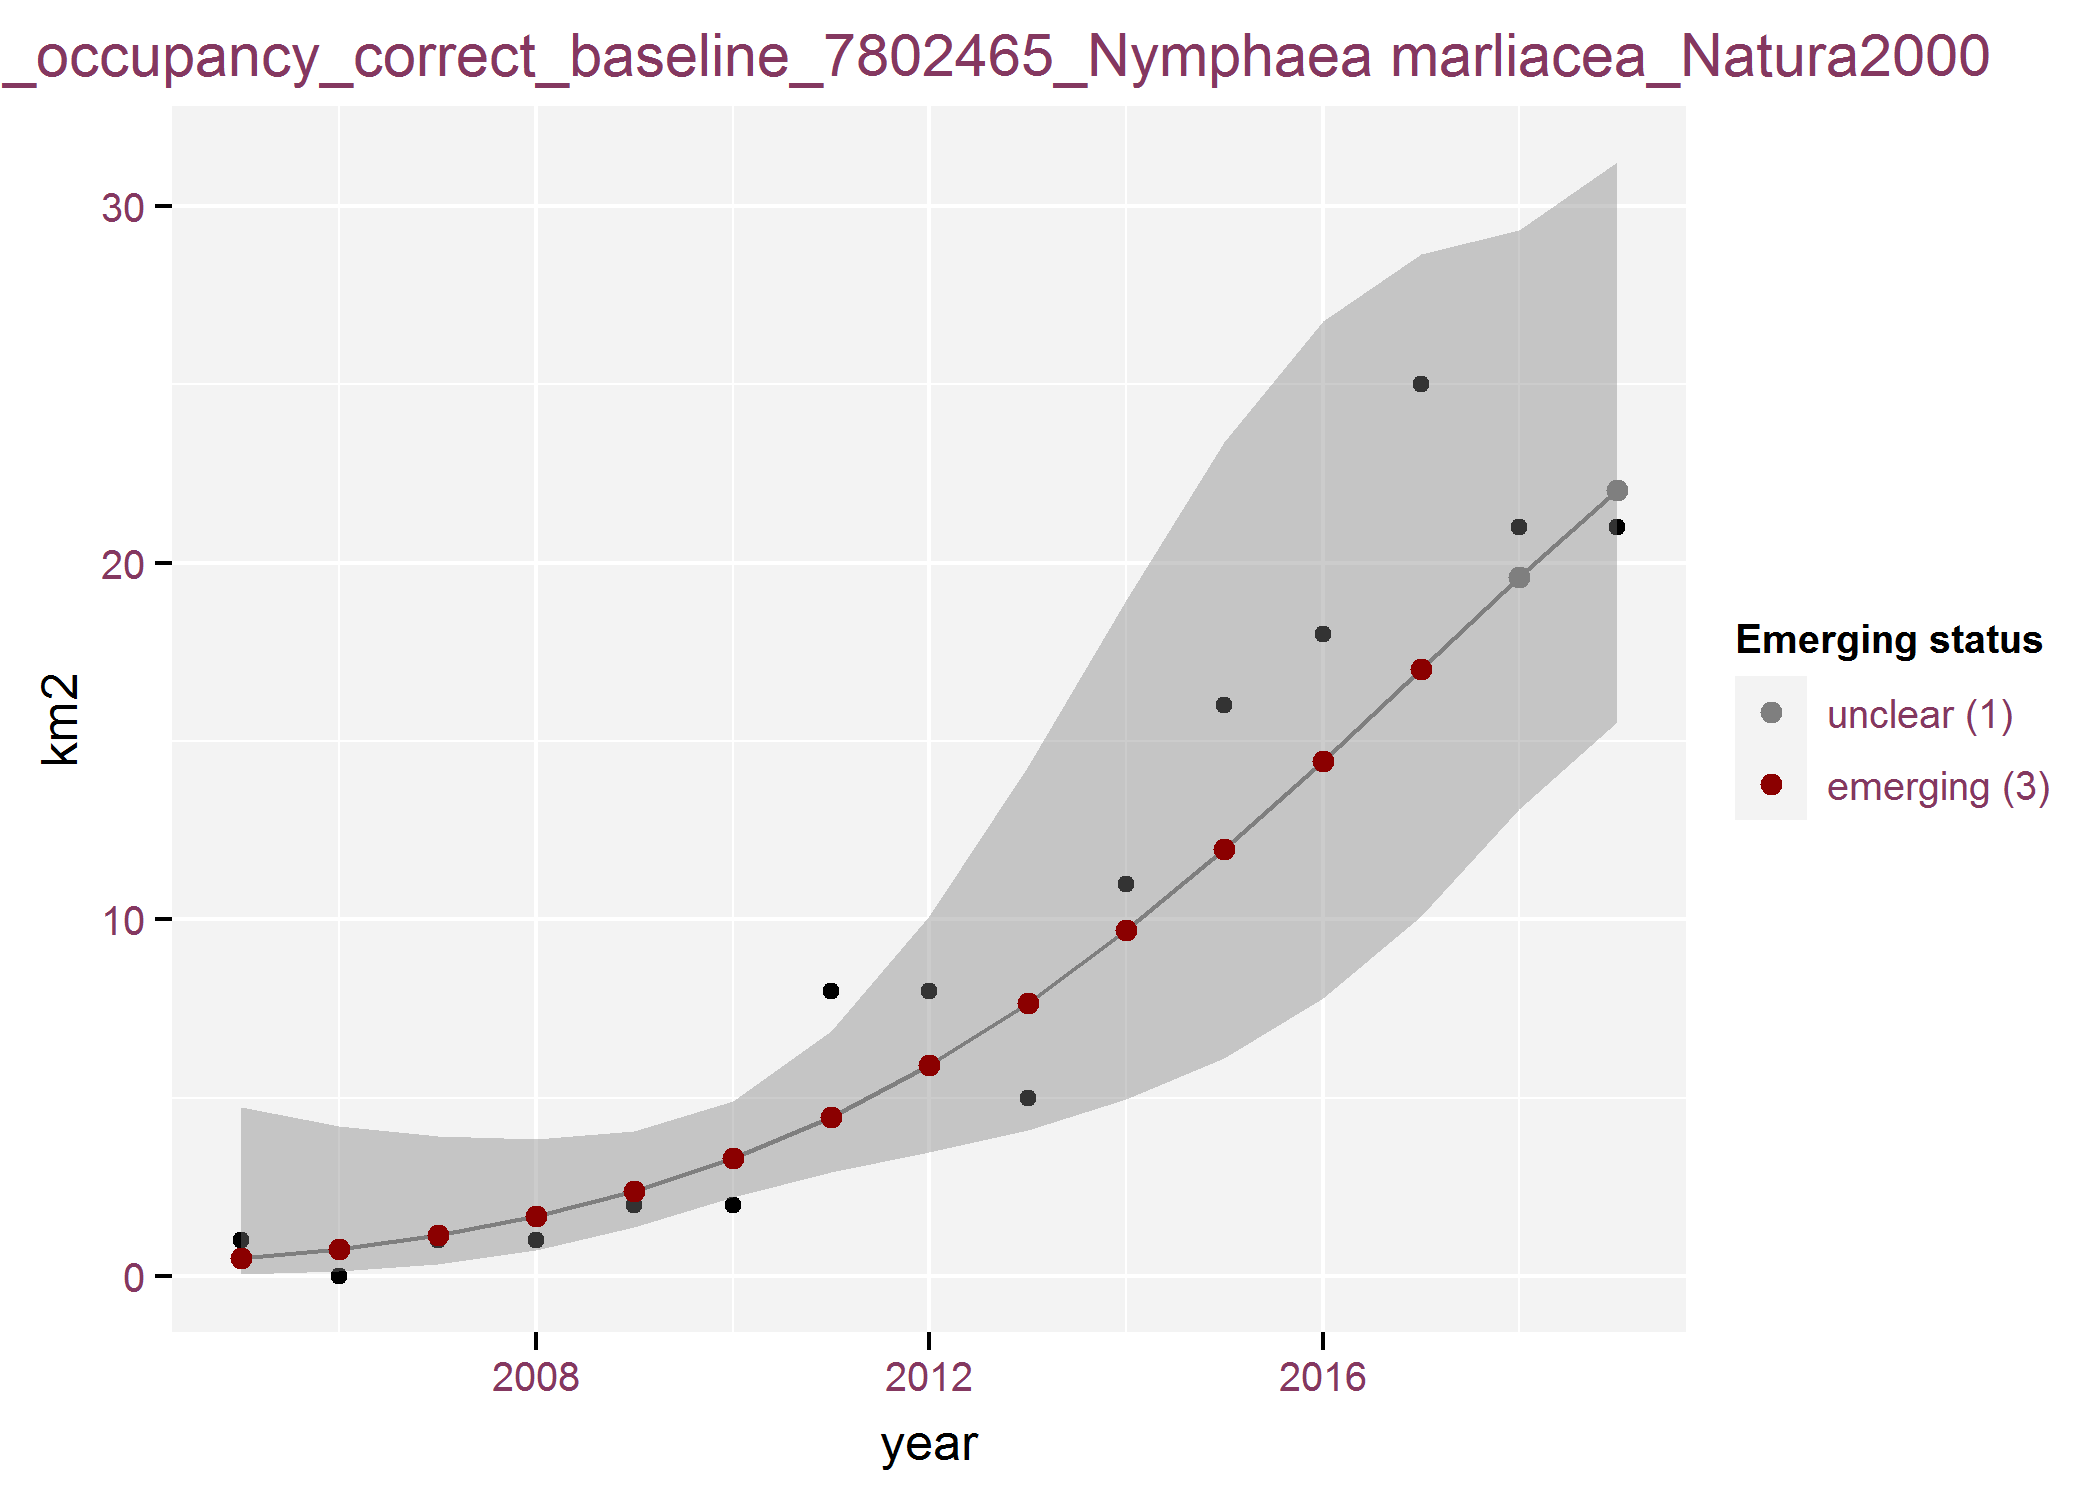 _occupancy_correct_baseline_7802465_Nymphaea marliacea_Natura2000
30
20
10
0
km2
2008
2012
2016
year
Emerging status
unclear (1)
emerging (3)